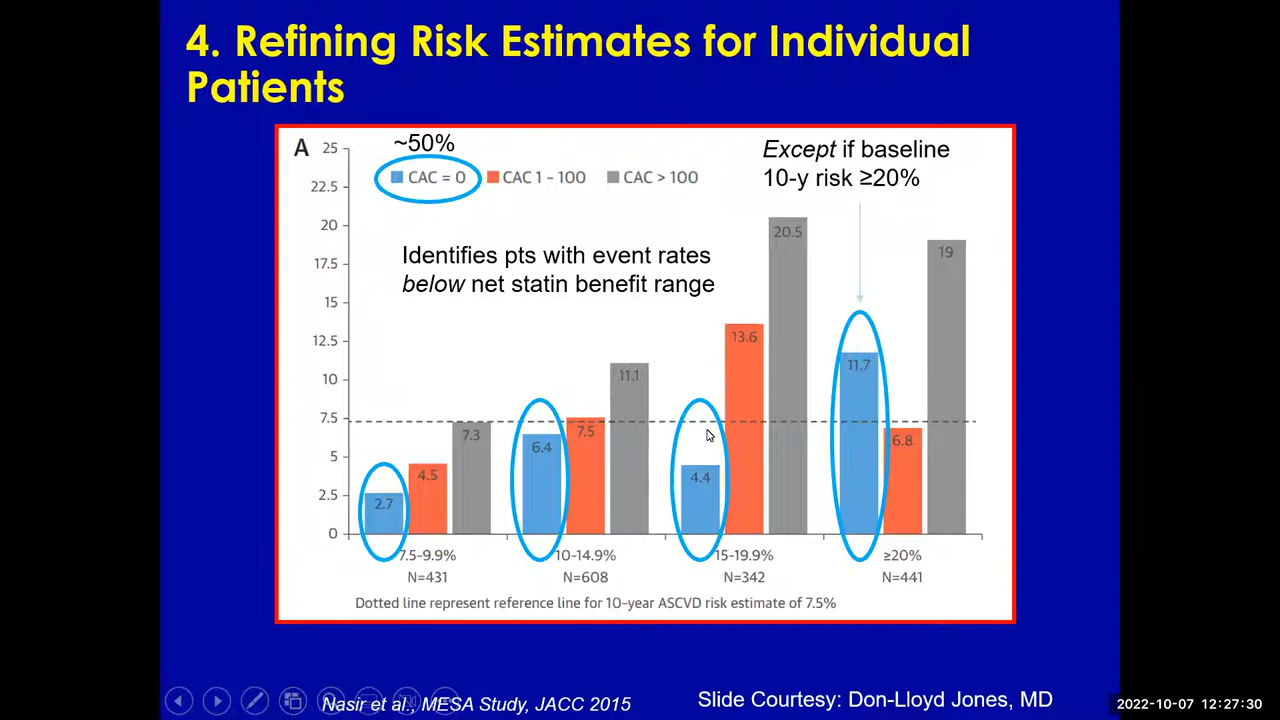 4. Refining Risk Estimates for Individual
Patients
A
~50%
CAC = 0
CAC 1 - 100
CAC > 100
Except if baseline
10-y risk ≥20%
Identifies pts with event rates
below net statin benefit range
25
22.5
20
17.5
15
12.5
10
7.5
5
2.5
0
2.7
4.5
7.3
6.4
7.5
11.1
4.4
13.6
20.5
11.7
6.8
19
7.5-9.9%
10-14.9%
15-19.9%
≥20%
N=431
N=608
N=342
N=441
Dotted line represent reference line for 10-year ASCVD risk estimate of 7.5%
Nasir et al., MESA Study, JACC 2015
Slide Courtesy: Don-Lloyd Jones, MD
2022-10-07 12:27:30